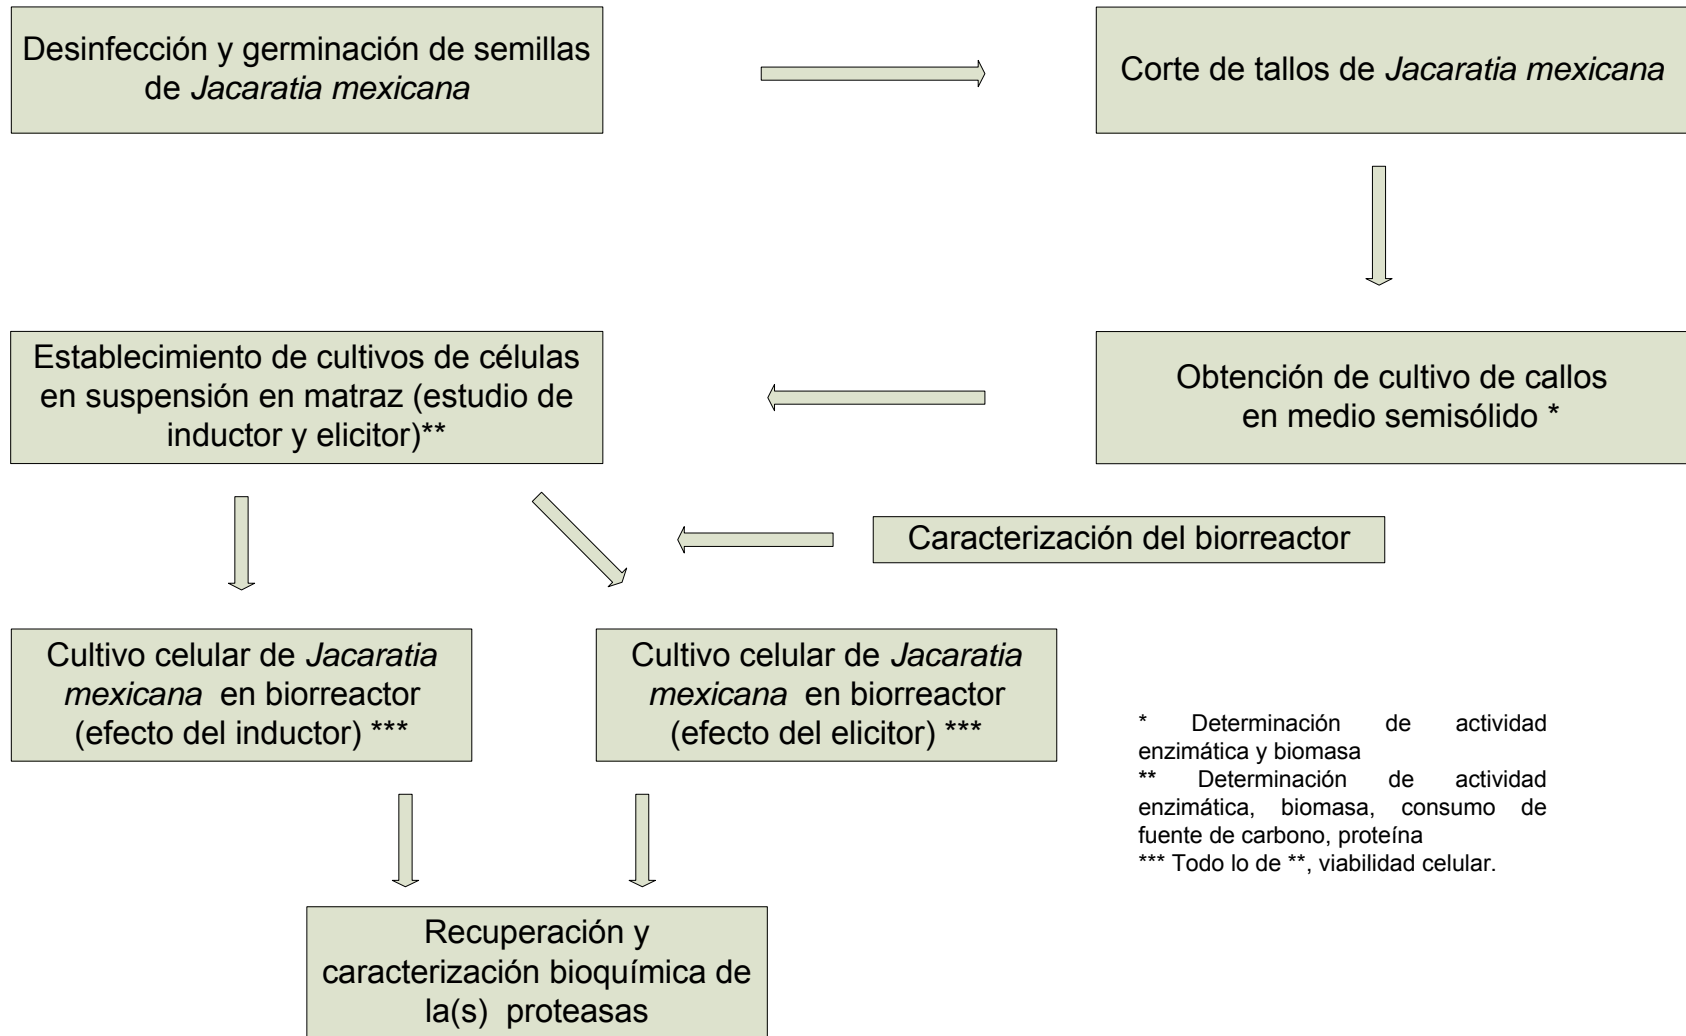 Desinfección y germinación de semillas
de Jacaratia mexicana
Corte de tallos de Jacaratia mexicana
Obtención de cultivo de callos
en medio semisólido *
Establecimiento de cultivos de células
en suspensión en matraz (estudio de
inductor y elicitor)**
Caracterización del biorreactor
Cultivo celular de Jacaratia
mexicana en biorreactor
(efecto del inductor) ***
Cultivo celular de Jacaratia
mexicana en biorreactor
(efecto del elicitor) ***
* Determinación de actividad
enzimática y biomasa
** Determinación de actividad
enzimática, biomasa, consumo de
fuente de carbono, proteína
*** Todo lo de **, viabilidad celular.
Recuperación y
caracterización bioquímica de
la(s) proteasas